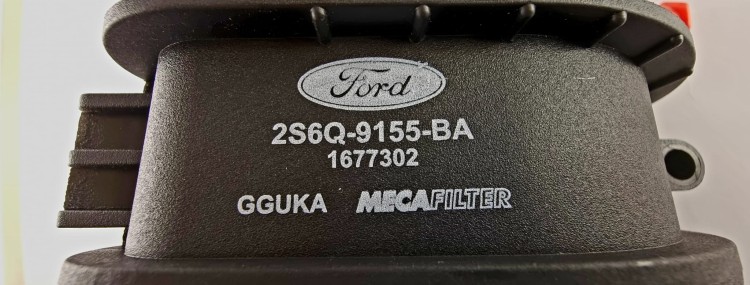 Ford
2S6Q-9155-BA
1677302
GGUKA MECAFILTER